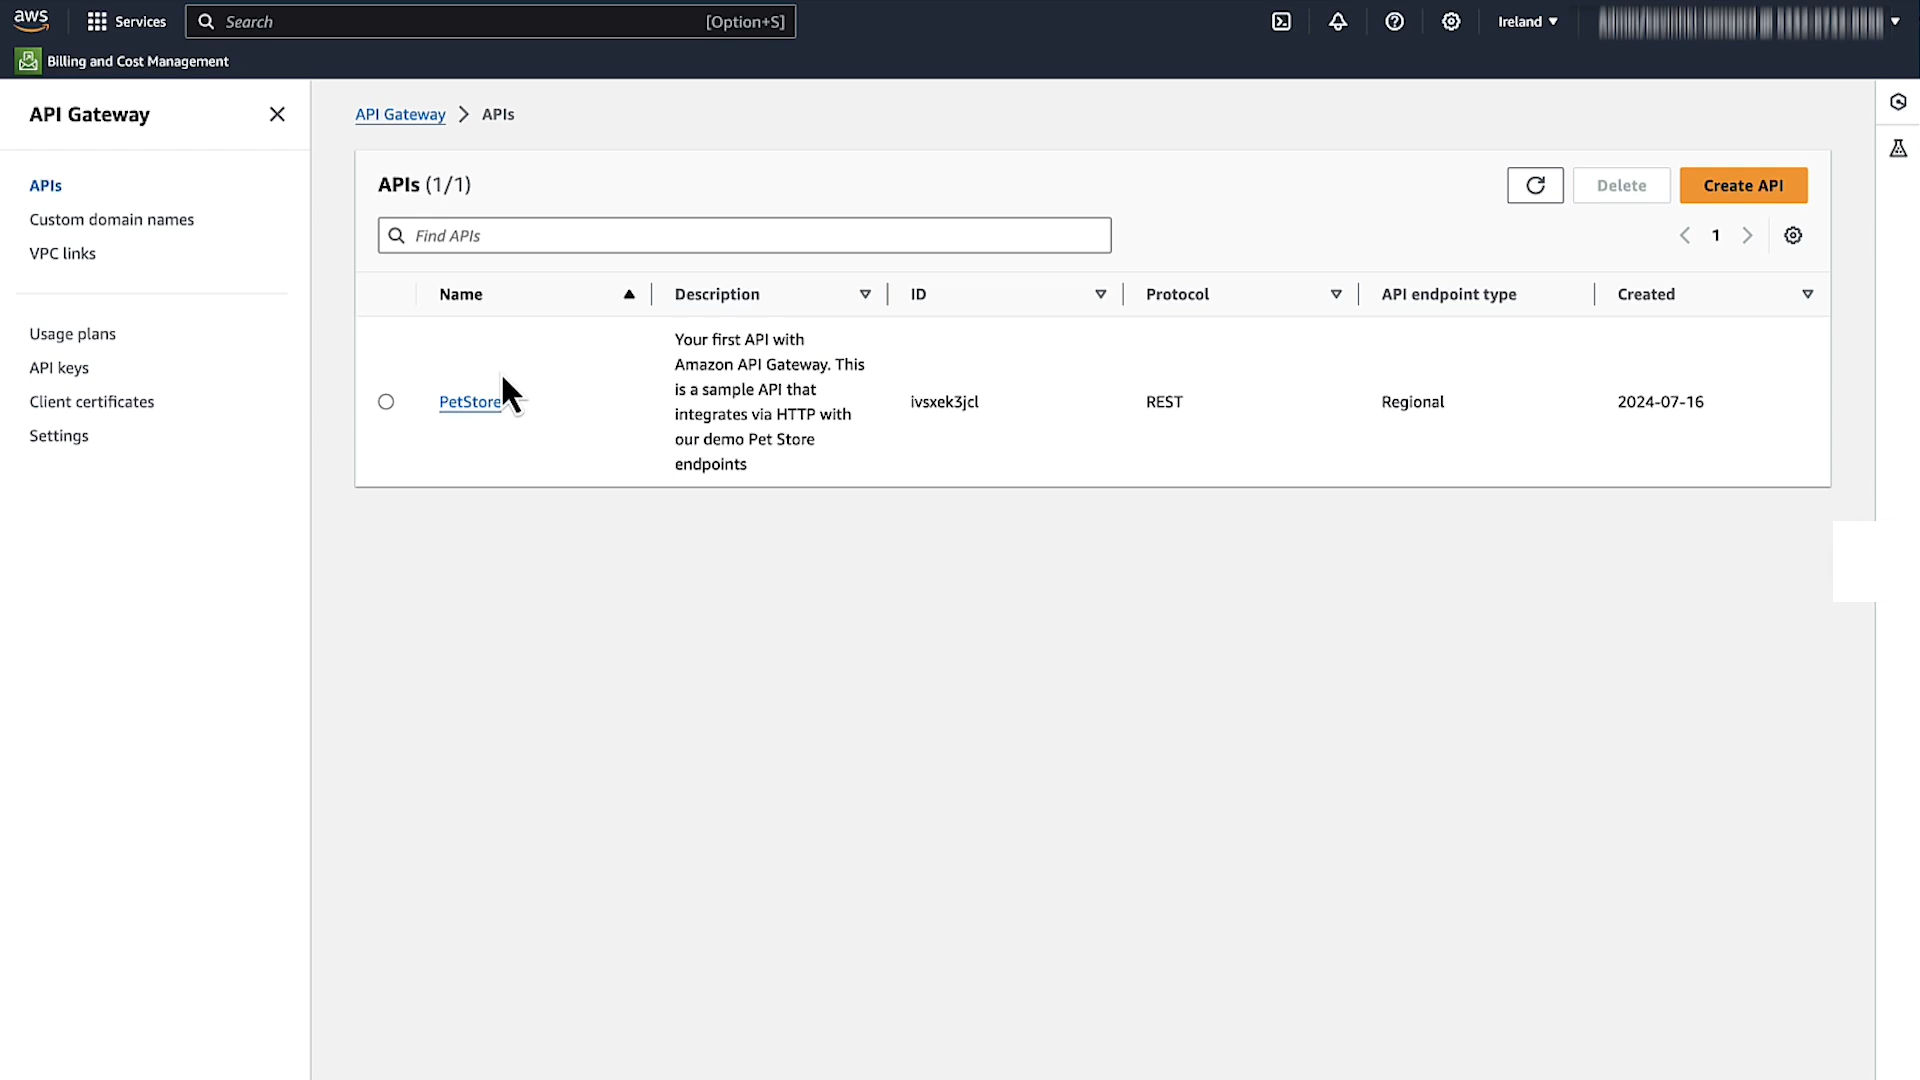 aws
Services
Search
[Option+S]
Ireland
Billing and Cost Management
API Gateway
APIs
Custom domain names
VPC links
Usage plans
API keys
Client certificates
Settings
API Gateway
APIs
APIs (1/1)
Delete
Create API
Find APIs
1
Name
Description
ID
Protocol
API endpoint type
Created
PetStore
Your first API with
Amazon API Gateway. This
is a sample API that
integrates via HTTP with
our demo Pet Store
endpoints
ivsxek3jcl
REST
Regional
2024-07-16